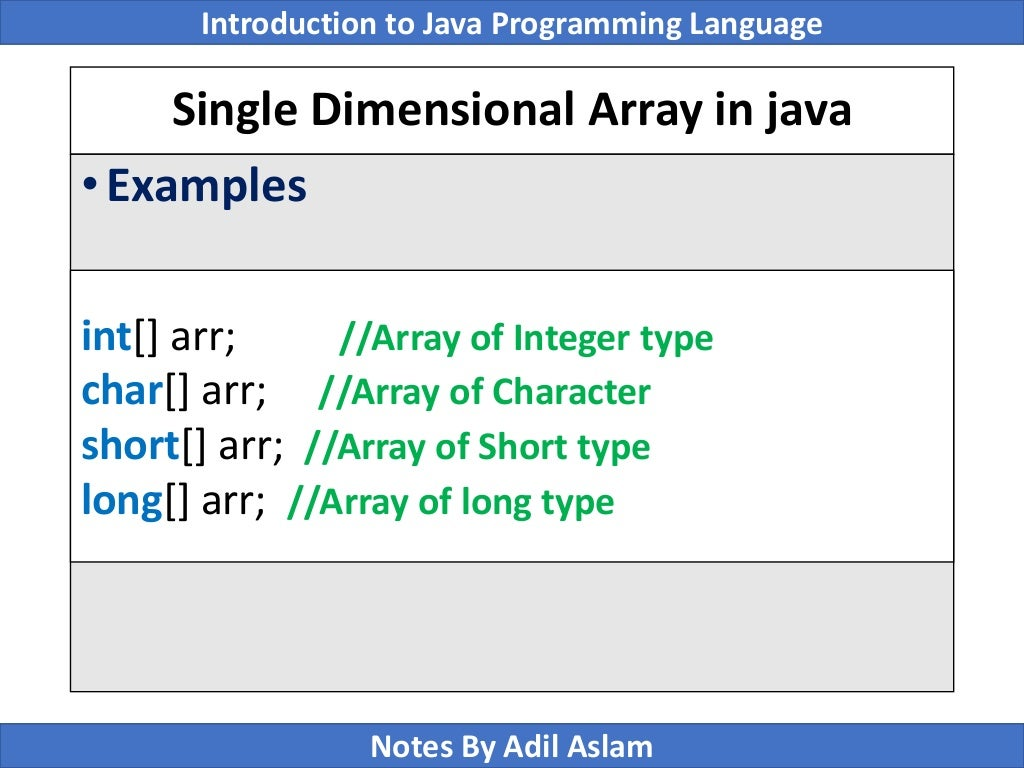 Introduction to Java Programming Language
Single Dimensional Array in java
• Examples
int[] arr; //Array of Integer type
char[] arr; //Array of Character
short[] arr; //Array of Short type
long[] arr; //Array of long type
Notes By Adil Aslam